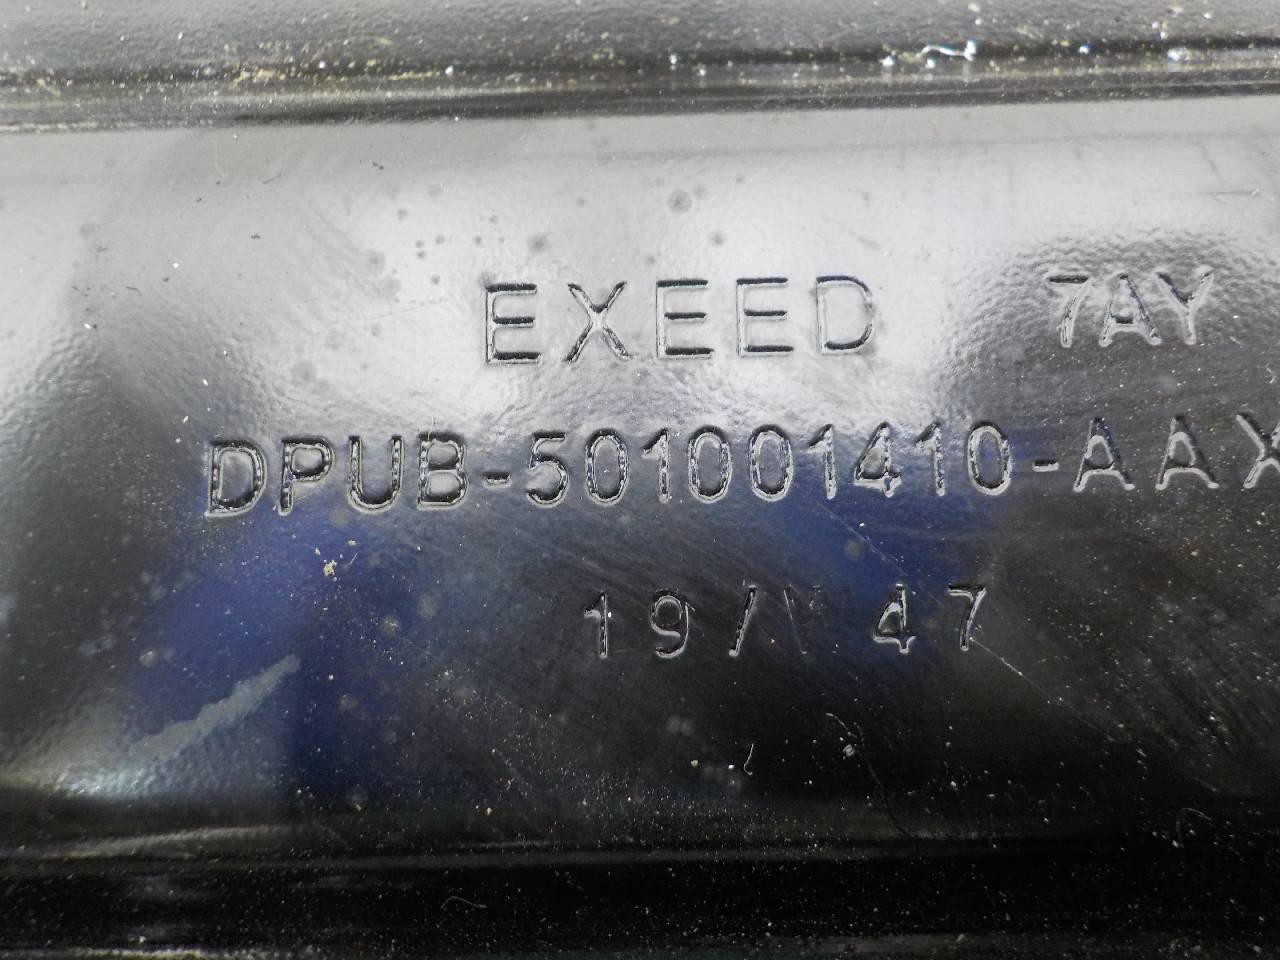 EXEED 7AY
DPUB-501001410-AAX
19/W 47